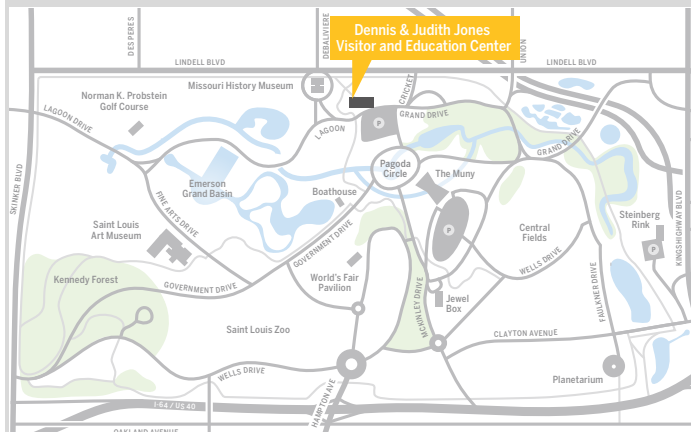 DES PERES
DEBALIVIERE
Dennis & Judith Jones
Visitor and Education Center
UNION
LINDELL BLVD
LINDELL BLVD
Missouri History Museum
CRICKET
Norman K. Probstein
Golf Course
LAGOON DRIVE
LAGOON
P
GRAND DRIVE
GRAND DRIVE
SKINKER BLVD
Pagoda
Circle
The Muny
Emerson
Grand Basin
Boathouse
FINE ARTS DRIVE
KINGSHIGHWAY BLVD
Steinberg
Rink
P
Saint Louis
Art Museum
GOVERNMENT DRIVE
P
Central
Fields
WELLS DRIVE
Kennedy Forest
GOVERNMENT DRIVE
World's Fair
Pavilion
MCKINLEY DRIVE
Jewel
Box
FAULKNER DRIVE
Saint Louis Zoo
CLAYTON AVENUE
WELLS DRIVE
Planetarium
HAMPTON AVE
I-64 / US 40
OAKLAND AVENUE